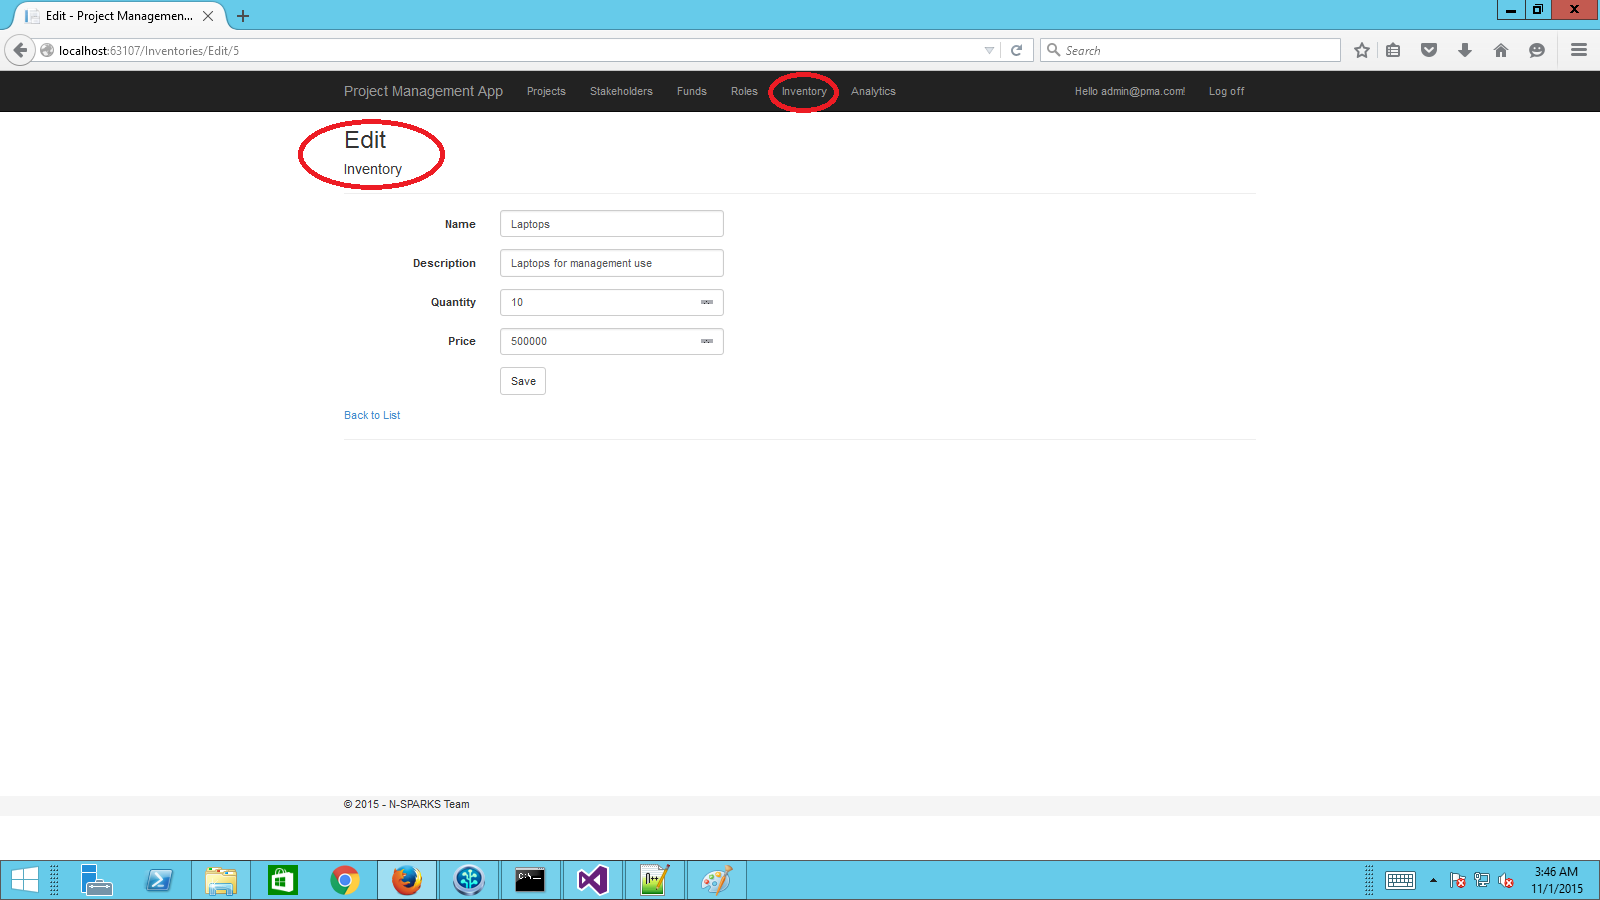 Edit - Project Managemen...
localhost:63107/Inventories/Edit/5
Search
Project Management App Projects Stakeholders Funds Roles Inventory Analytics Hello admin@pma.com! Log off
Edit
Inventory
Name Laptops
Description Laptops for management use
Quantity 10
Price 500000
Save
Back to List
© 2015 - N-SPARKS Team
C:\_
3:46 AM
11/1/2015